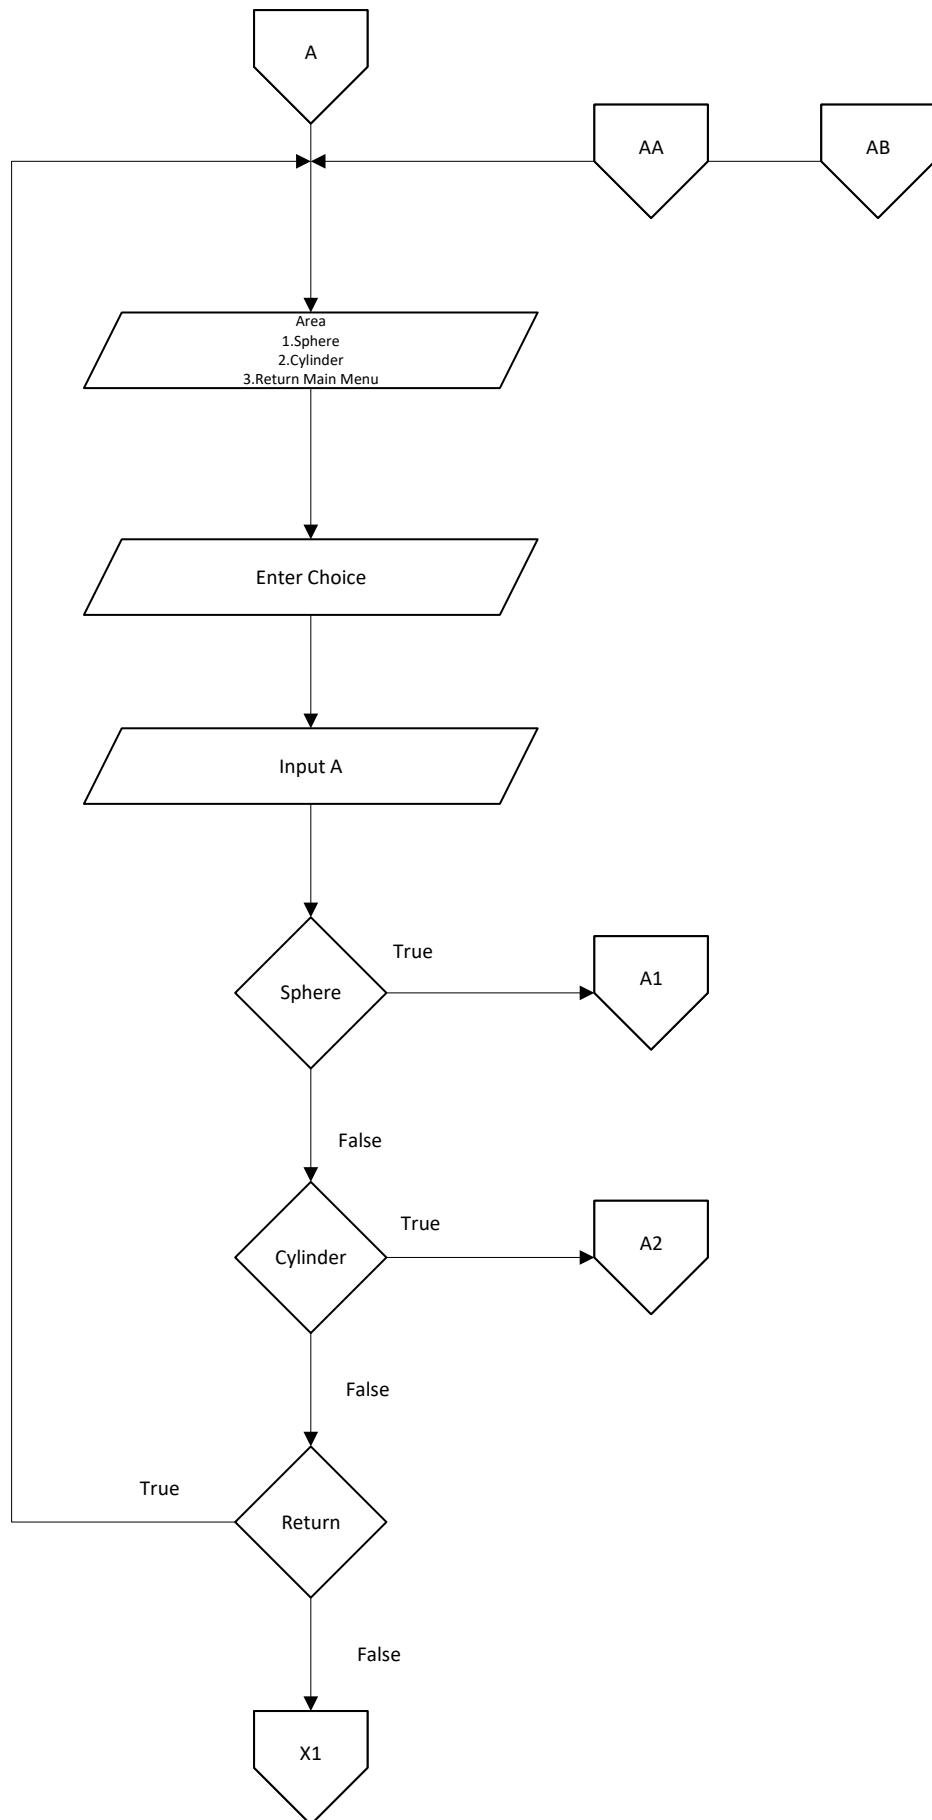 A
AA
AB
Area
1.Sphere
2.Cylinder
3.Return Main Menu
Enter Choice
Input A
True
Sphere
A1
False
True
Cylinder
A2
False
True
Return
False
X1